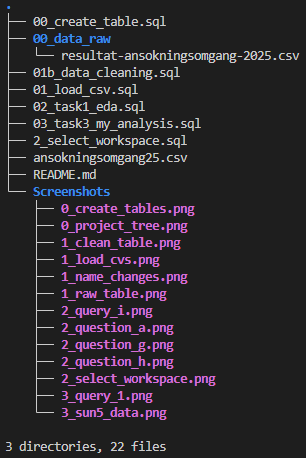 .
├── 00_create_table.sql
├── 00_data_raw
│   └── resultat-ansokningsomgang-2025.csv
├── 01b_data_cleaning.sql
├── 01_load_csv.sql
├── 02_task1_eda.sql
├── 03_task3_my_analysis.sql
├── 2_select_workspace.sql
├── ansokningsomgang25.csv
├── README.md
└── Screenshots
    ├── 0_create_tables.png
    ├── 0_project_tree.png
    ├── 1_clean_table.png
    ├── 1_load_cvs.png
    ├── 1_name_changes.png
    ├── 1_raw_table.png
    ├── 2_query_i.png
    ├── 2_question_a.png
    ├── 2_question_g.png
    ├── 2_question_h.png
    ├── 2_select_workspace.png
    ├── 3_query_1.png
    └── 3_sun5_data.png
3 directories, 22 files